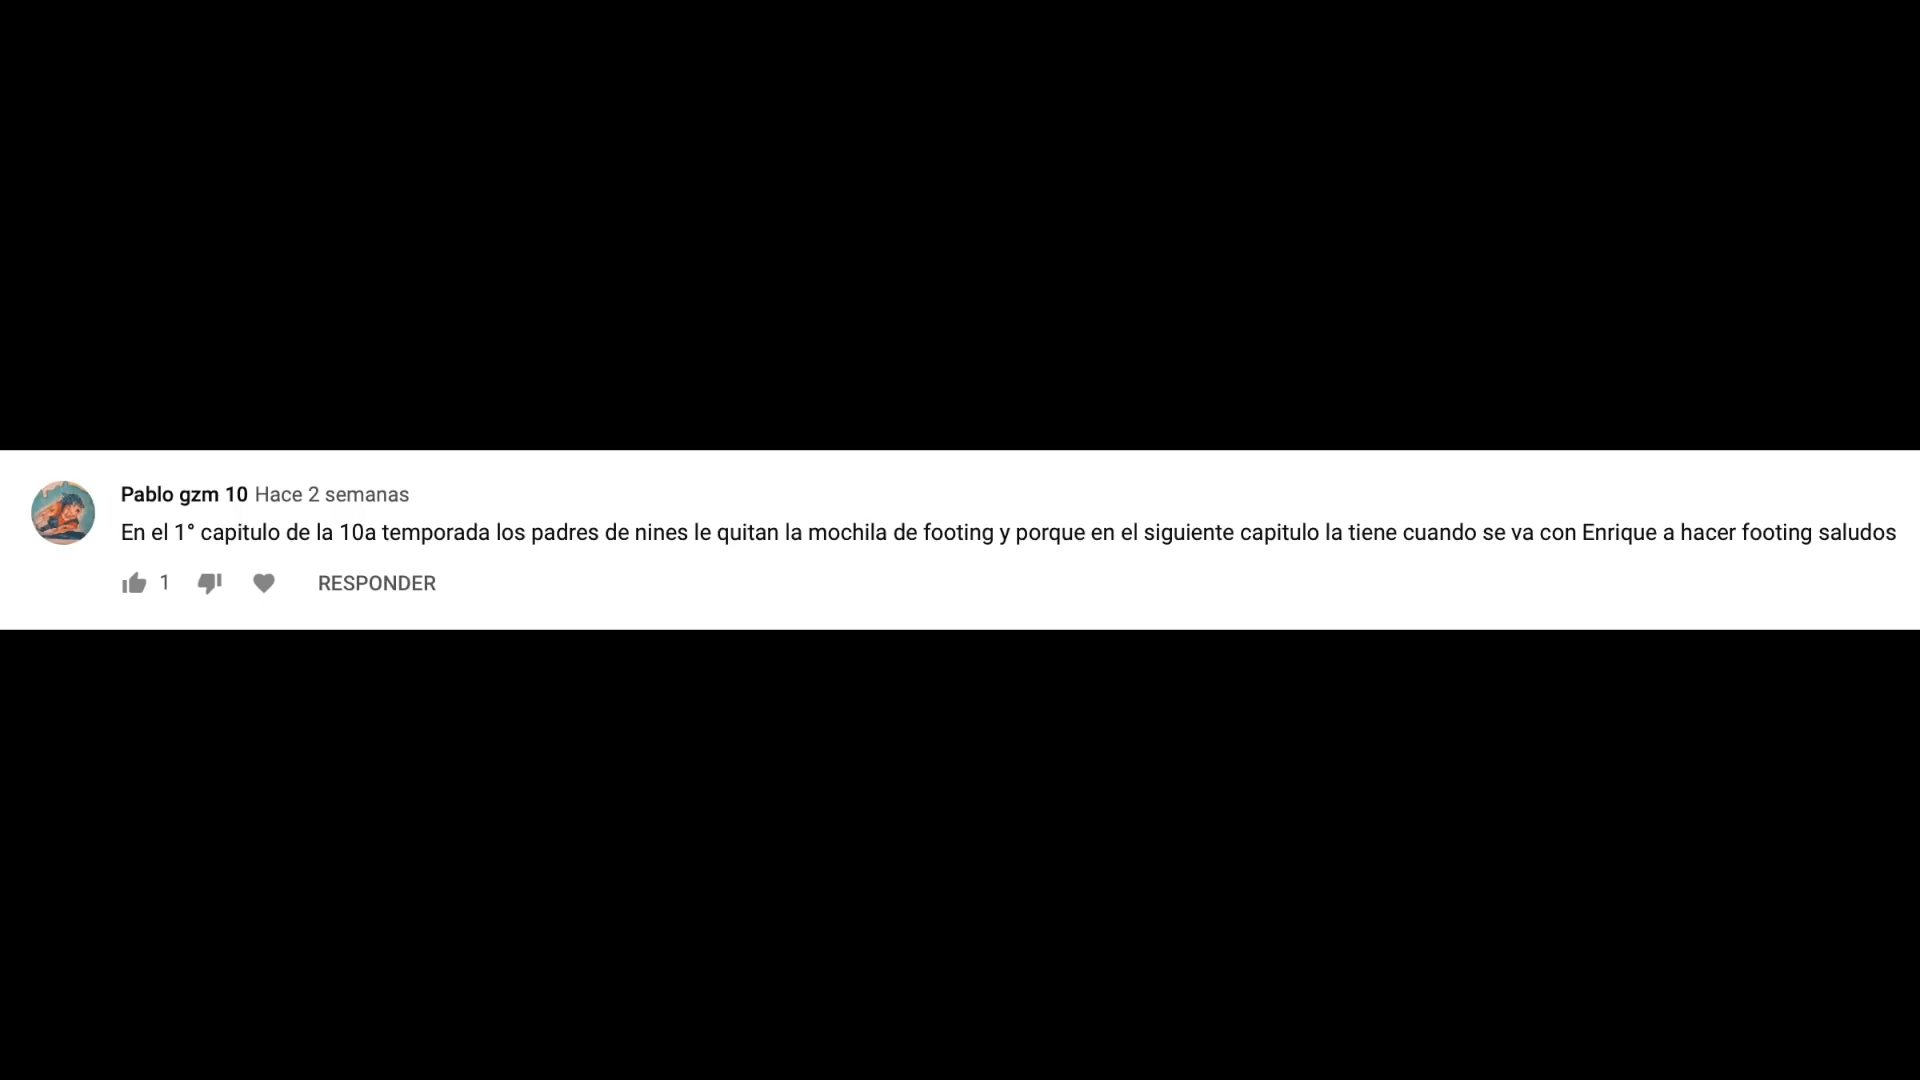 Pablo gzm 10 Hace 2 semanas
En el 1° capitulo de la 10a temporada los padres de nines le quitan la mochila de footing y porque en el siguiente capitulo la tiene cuando se va con Enrique a hacer footing saludos
1 RESPONDER